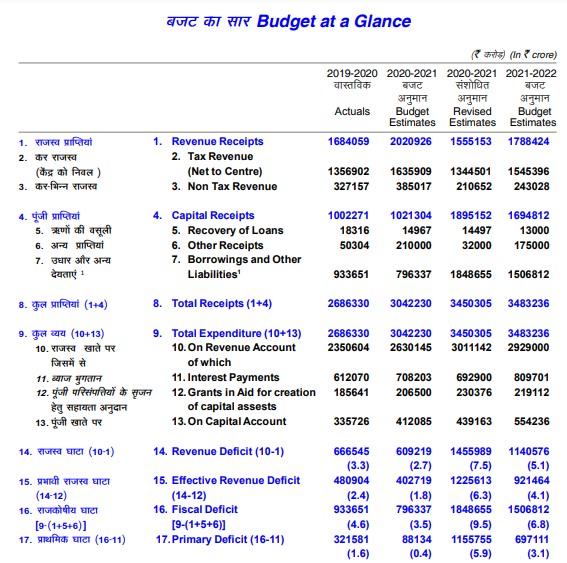 बजट का सार Budget at a Glance
(₹ करोड़) (In ₹ crore)
2019-2020 2020-2021 2020-2021 2021-2022
वास्तविक बजट संशोधित बजट
अनुमान अनुमान अनुमान
Actuals Budget Revised Budget
Estimates Estimates Estimates
1. राजस्व प्राप्तियां 1. Revenue Receipts 1684059 2020926 1555153 1788424
2. कर राजस्व 2. Tax Revenue
(केंद्र को निवल ) (Net to Centre) 1356902 1635909 1344501 1545396
3. कर-भिन्न राजस्व 3. Non Tax Revenue 327157 385017 210652 243028
4. पूंजी प्राप्तियां 4. Capital Receipts 1002271 1021304 1895152 1694812
5. ऋणों की वसूली 5. Recovery of Loans 18316 14967 14497 13000
6. अन्य प्राप्तियां 6. Other Receipts 50304 210000 32000 175000
7. उधार और अन्य 7. Borrowings and Other
देयताएं ¹ Liabilities¹ 933651 796337 1848655 1506812
8. कुल प्राप्तियां (1+4) 8. Total Receipts (1+4) 2686330 3042230 3450305 3483236
9. कुल व्यय (10+13) 9. Total Expenditure (10+13) 2686330 3042230 3450305 3483236
10. राजस्व खाते पर 10. On Revenue Account 2350604 2630145 3011142 2929000
जिसमें से of which
11. ब्याज भुगतान 11. Interest Payments 612070 708203 692900 809701
12. पूंजी परिसंपत्तियों के सृजन 12. Grants in Aid for creation 185641 206500 230376 219112
हेतु सहायता अनुदान of capital assests
13. पूंजी खाते पर 13. On Capital Account 335726 412085 439163 554236
14. राजस्व घाटा (10-1) 14. Revenue Deficit (10-1) 666545 609219 1455989 1140576
(3.3) (2.7) (7.5) (5.1)
15. प्रभावी राजस्व घाटा 15. Effective Revenue Deficit 480904 402719 1225613 921464
(14-12) (14-12) (2.4) (1.8) (6.3) (4.1)
16. राजकोषीय घाटा 16. Fiscal Deficit 933651 796337 1848655 1506812
[9-(1+5+6)] [9-(1+5+6)] (4.6) (3.5) (9.5) (6.8)
17. प्राथमिक घाटा (16-11) 17. Primary Deficit (16-11) 321581 88134 1155755 697111
(1.6) (0.4) (5.9) (3.1)